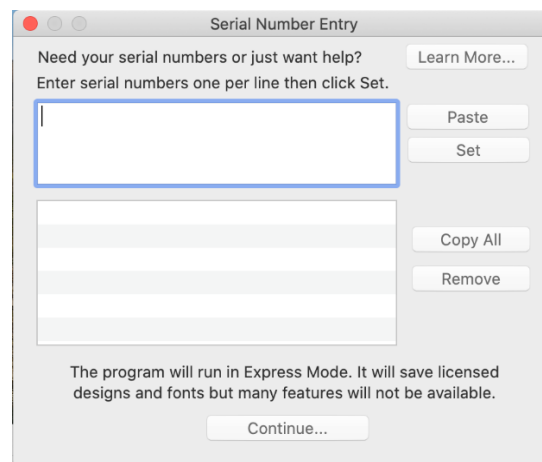 Serial Number Entry
Need your serial numbers or just want help?
Learn More...
Enter serial numbers one per line then click Set.
Paste
Set
Copy All
Remove
The program will run in Express Mode. It will save licensed
designs and fonts but many features will not be available.
Continue...